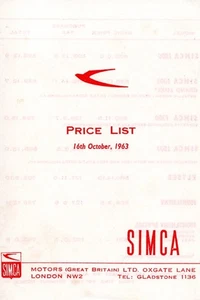 PRICE LIST
16th October, 1963
SIMCA
SIMCA
MOTORS (GREAT BRITAIN) LTD. OXGATE LANE
LONDON NW2 TEL: GLADSTONE 1136